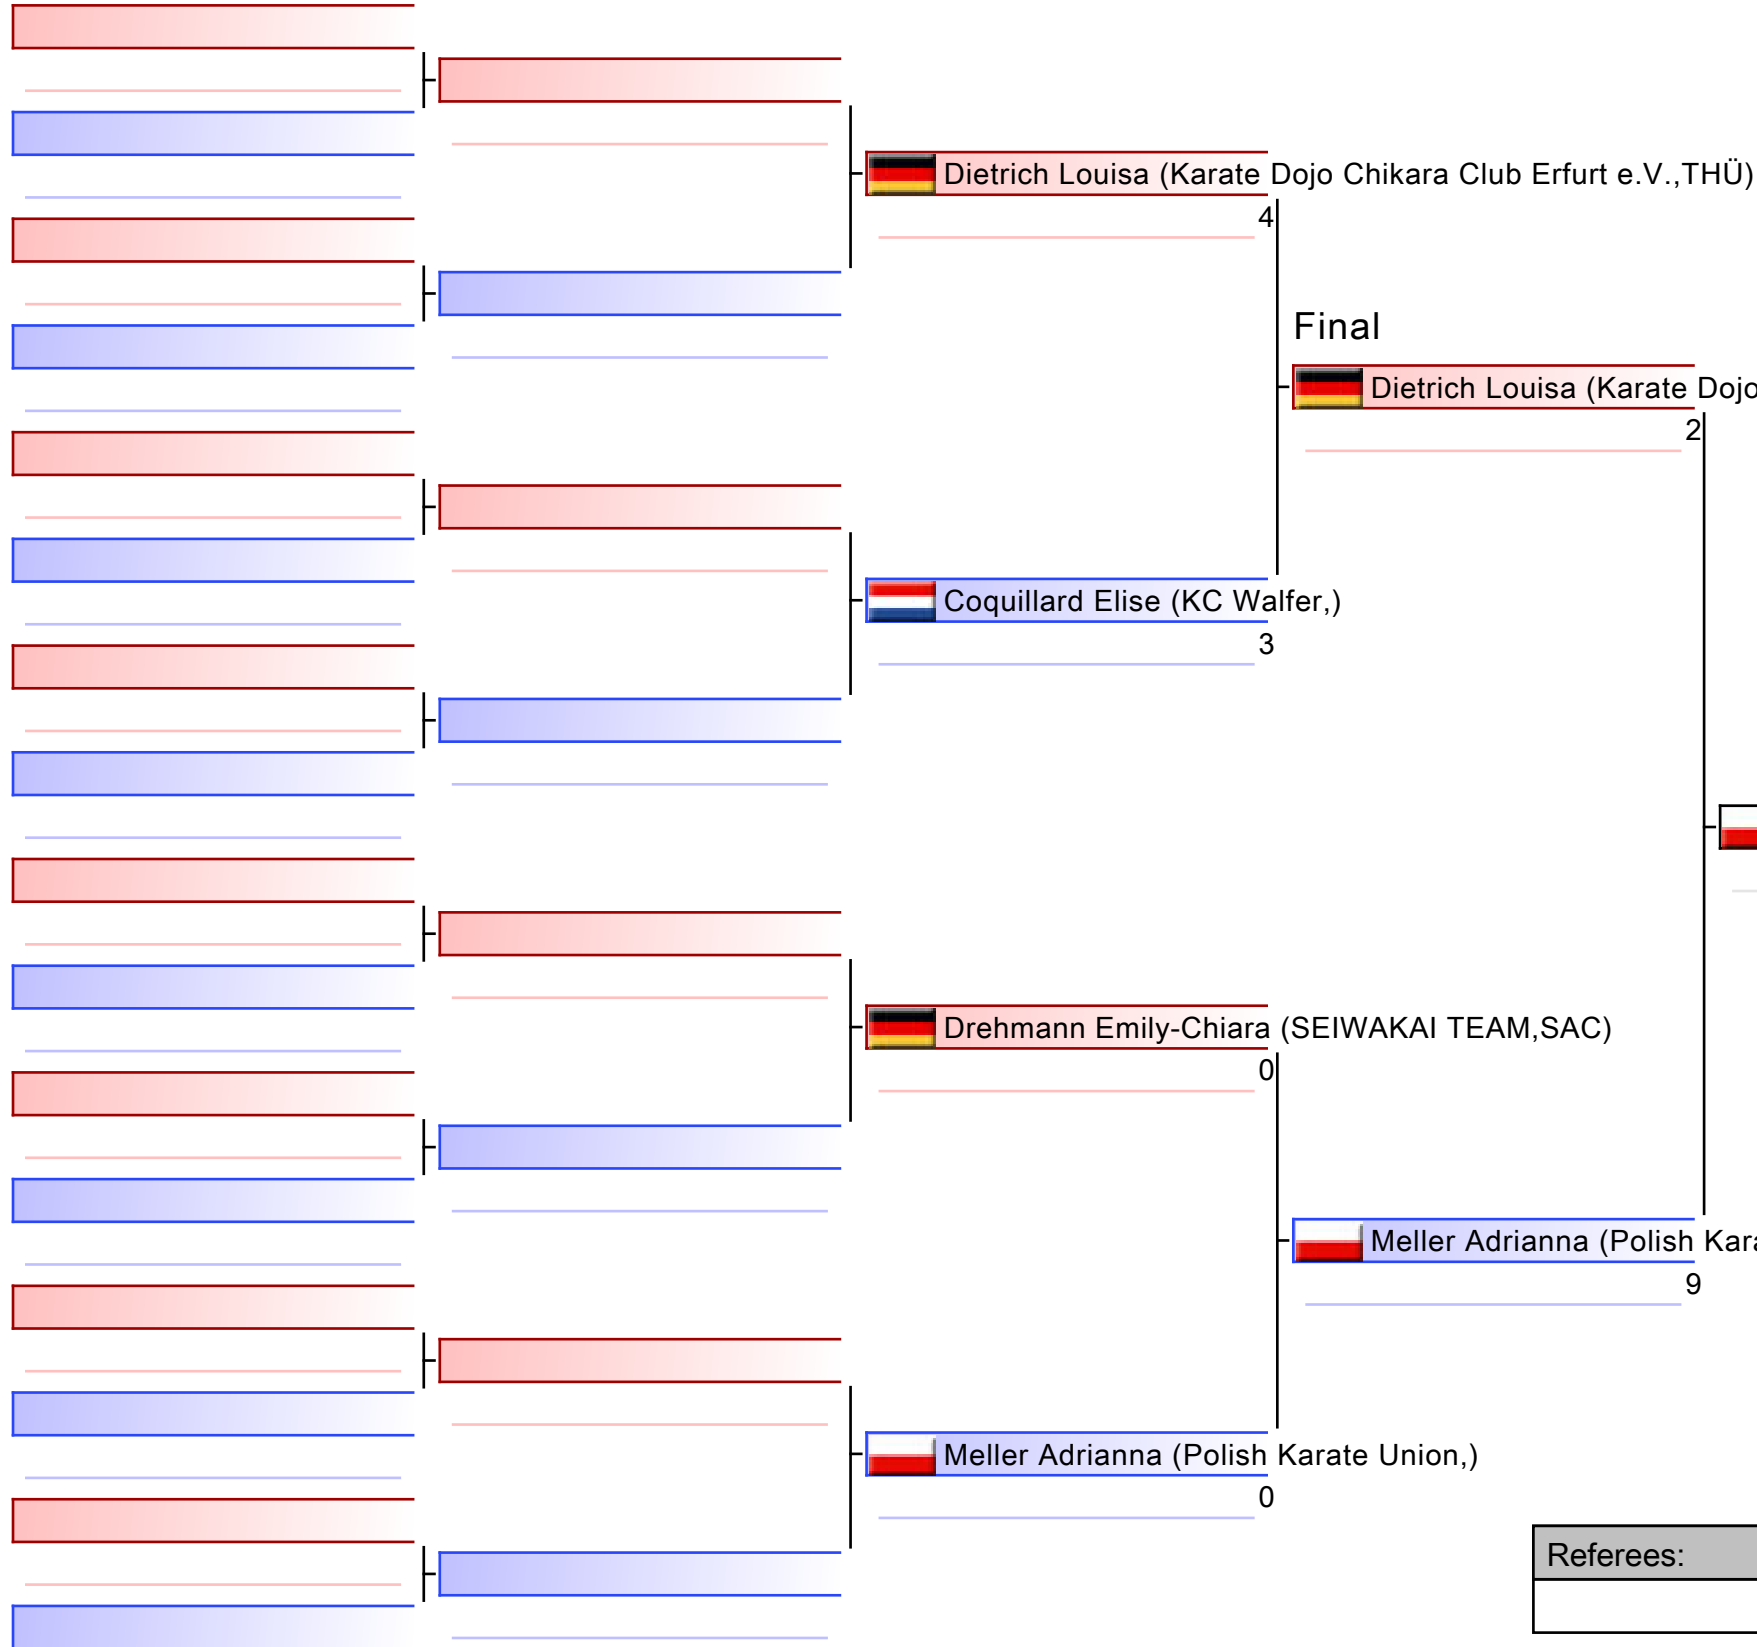 Dietrich Louisa (Karate Dojo Chikara Club Erfurt e.V.,THÜ)
4
Final
Dietrich Louisa (Karate Dojo
2
Coquillard Elise (KC Walfer,)
3
Drehmann Emily-Chiara (SEIWAKAI TEAM,SAC)
0
Meller Adrianna (Polish Kara
9
Meller Adrianna (Polish Karate Union,)
0
Referees: